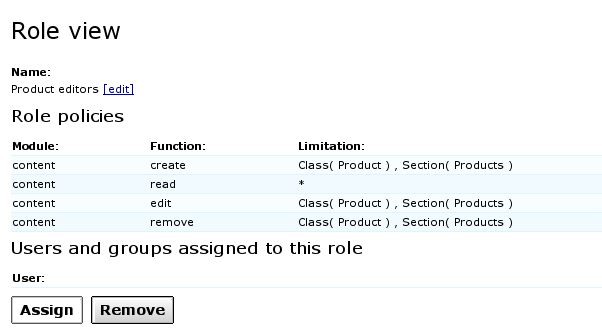 Role view
Name:
Product editors [edit]
Role policies
Module: Function: Limitation:
content create Class( Product ) , Section( Products )
content read *
content edit Class( Product ) , Section( Products )
content remove Class( Product ) , Section( Products )
Users and groups assigned to this role
User:
Assign Remove